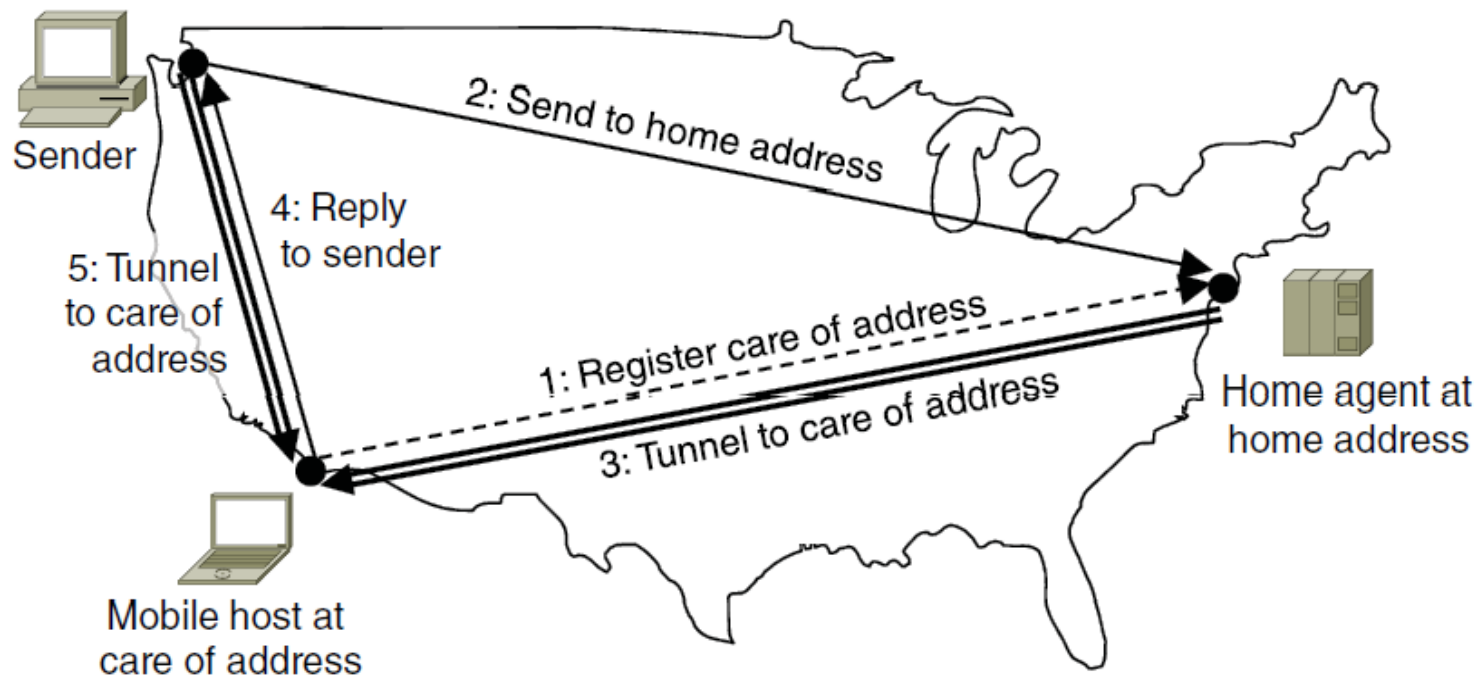 Sender
2: Send to home address
4: Reply
to sender
5: Tunnel
to care of
address
1: Register care of address
3: Tunnel to care of address
Home agent at
home address
Mobile host at
care of address